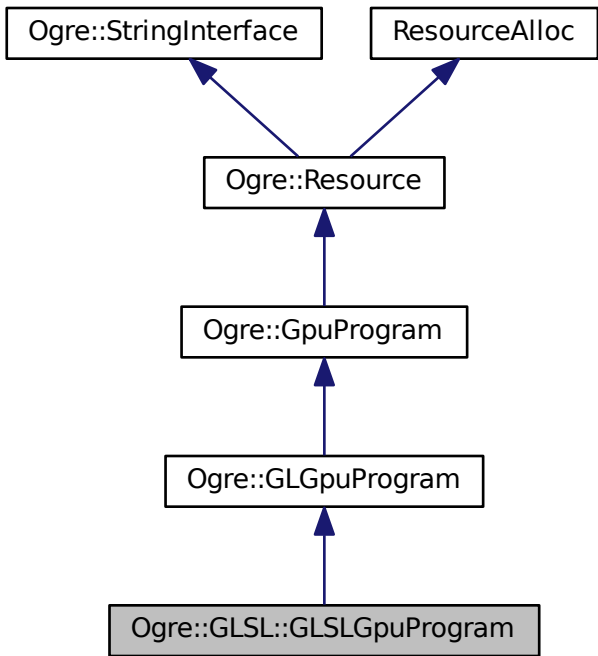 Ogre::StringInterface
ResourceAlloc
Ogre::Resource
Ogre::GpuProgram
Ogre::GLGpuProgram
Ogre::GLSL::GLSLGpuProgram